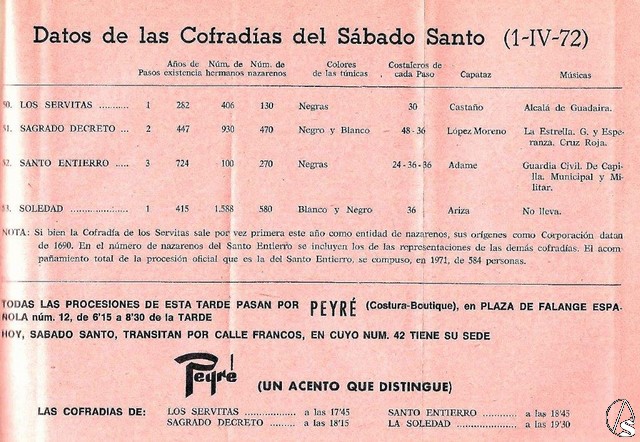 Datos de las Cofradías del Sábado Santo (1-IV-72)
Pasos Años de existencia Núm. de hermanos Núm. de nazarenos Colores de las túnicas Costaleros de cada Paso Capataz Músicas
50. LOS SERVITAS .......... 1 282 406 130 Negras 30 Castaño Alcalá de Guadaira.
51. SAGRADO DECRETO ... 2 447 930 470 Negro y Blanco 48-36 López Moreno La Estrella. G. y Espe-
ranza. Cruz Roja.
52. SANTO ENTIERRO ....... 3 724 100 270 Negras 24-36-36 Adame Guardia Civil. De Capi-
lla. Municipal y Mi-
litar.
53. SOLEDAD ................ 1 415 1.588 580 Blanco y Negro 36 Ariza No lleva.
NOTA: Si bien la Cofradía de los Servitas sale por vez primera este año como entidad de nazarenos, sus orígenes como Corporación datan
de 1690. En el número de nazarenos del Santo Entierro se incluyen los de las representaciones de las demás cofradías. El acom
pañamiento total de la procesión oficial que es la del Santo Entierro, se compuso, en 1971, de 584 personas.
TODAS LAS PROCESIONES DE ESTA TARDE PASAN POR PEYRÉ (Costura-Boutique), en PLAZA DE FALANGE ESPA-
ÑOLA núm. 12, de 6'15 a 8'30 de la TARDE
HOY, SABADO SANTO, TRANSITAN POR CALLE FRANCOS, EN CUYO NUM. 42 TIENE SU SEDE
Peyré
(UN ACENTO QUE DISTINGUE)
LAS COFRADIAS DE: LOS SERVITAS ............ a las 17'45 SANTO ENTIERRO ............ a las 18'45
SAGRADO DECRETO ... a las 18'15 LA SOLEDAD ............ a las 19'30